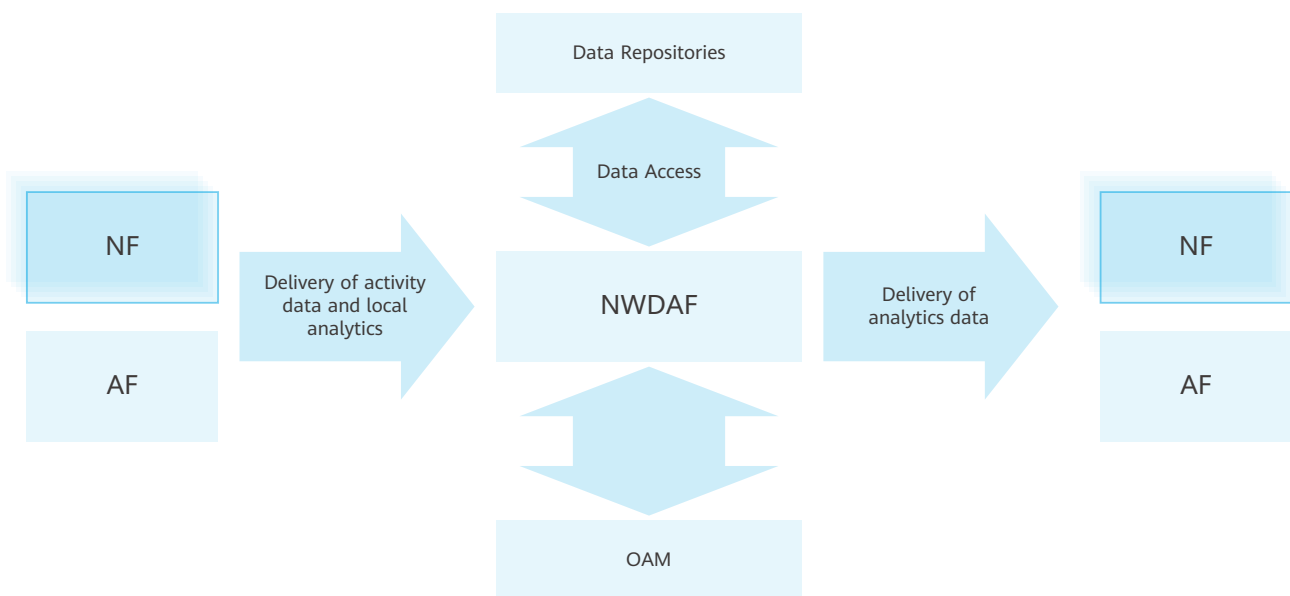 Data Repositories
Data Access
NF
AF
Delivery of activity
data and local
analytics
NWDAF
Delivery of
analytics data
NF
AF
OAM